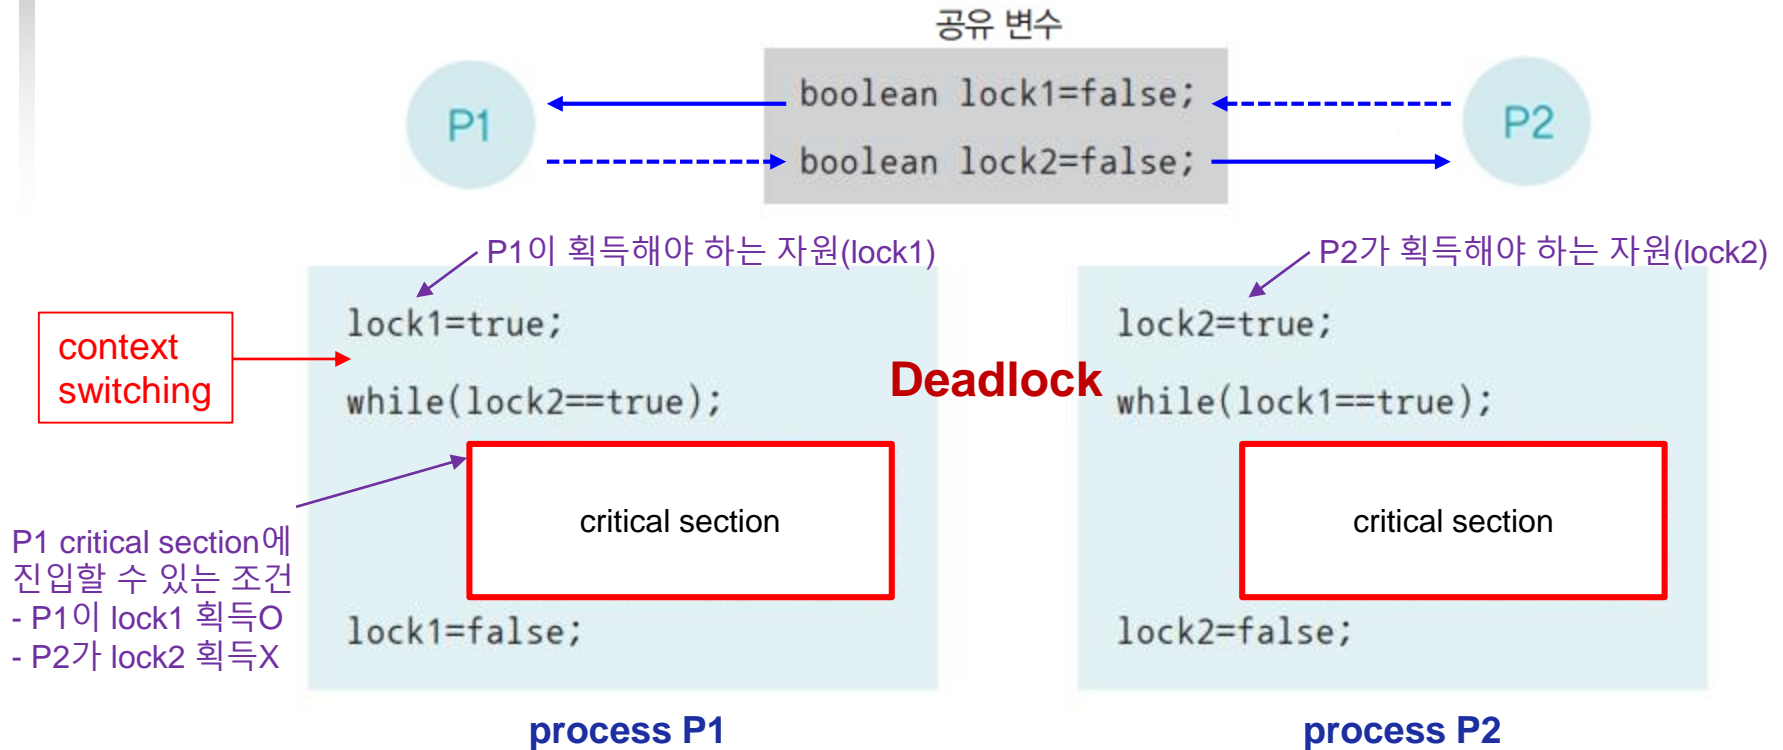 공유 변수
P1
boolean lock1=false;
boolean lock2=false;
P2
P1이 획득해야 하는 자원(lock1)
P2가 획득해야 하는 자원(lock2)
context
switching
lock1=true;
while(lock2==true);
critical section
lock1=false;
Deadlock
lock2=true;
while(lock1==true);
critical section
lock2=false;
P1 critical section에
진입할 수 있는 조건
- P1이 lock1 획득O
- P2가 lock2 획득X
process P1
process P2